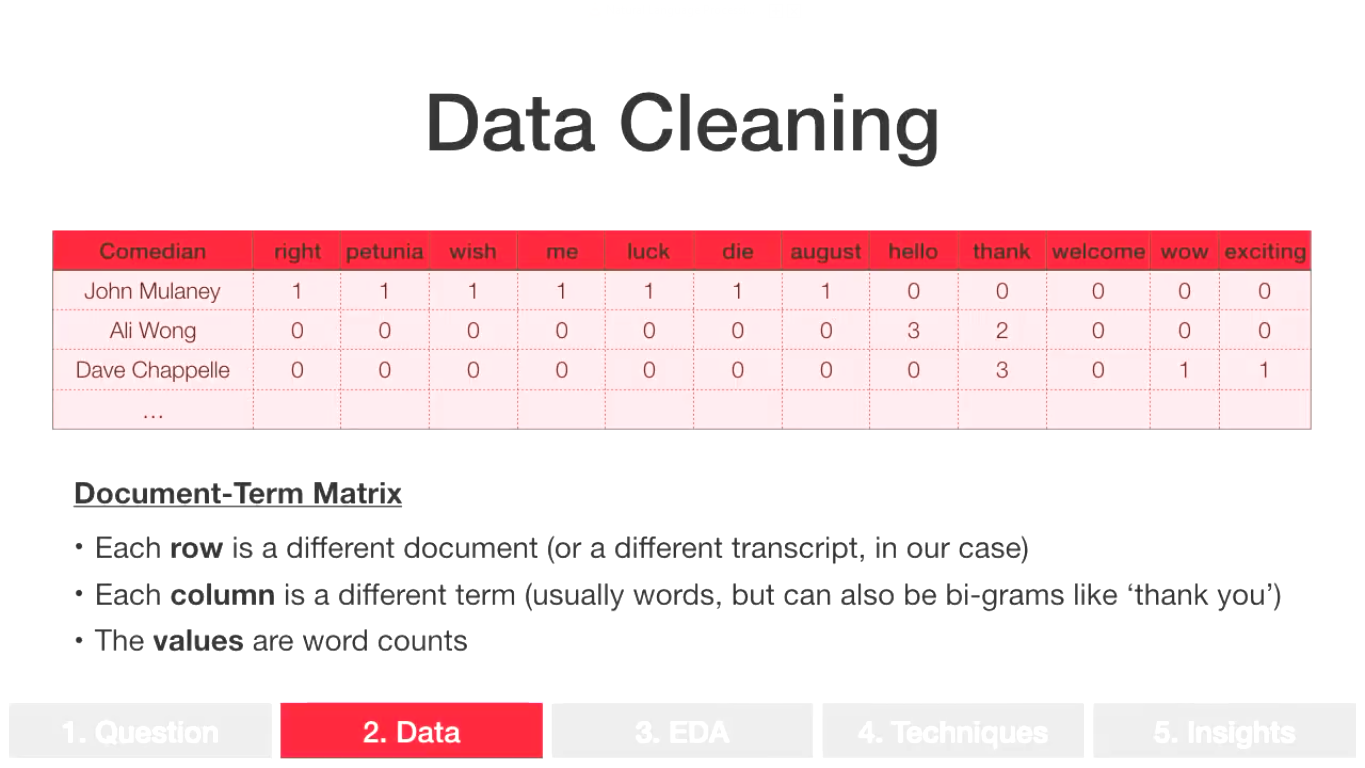 Data Cleaning
Comedian right petunia wish me luck die august hello thank welcome wow exciting
John Mulaney 1 1 1 1 1 1 1 0 0 0 0 0
Ali Wong 0 0 0 0 0 0 0 3 2 0 0 0
Dave Chappelle 0 0 0 0 0 0 0 0 3 0 1 1
...
Document-Term Matrix
• Each row is a different document (or a different transcript, in our case)
• Each column is a different term (usually words, but can also be bi-grams like ‘thank you’)
• The values are word counts
1. Question 2. Data 3. EDA 4. Techniques 5. Insights